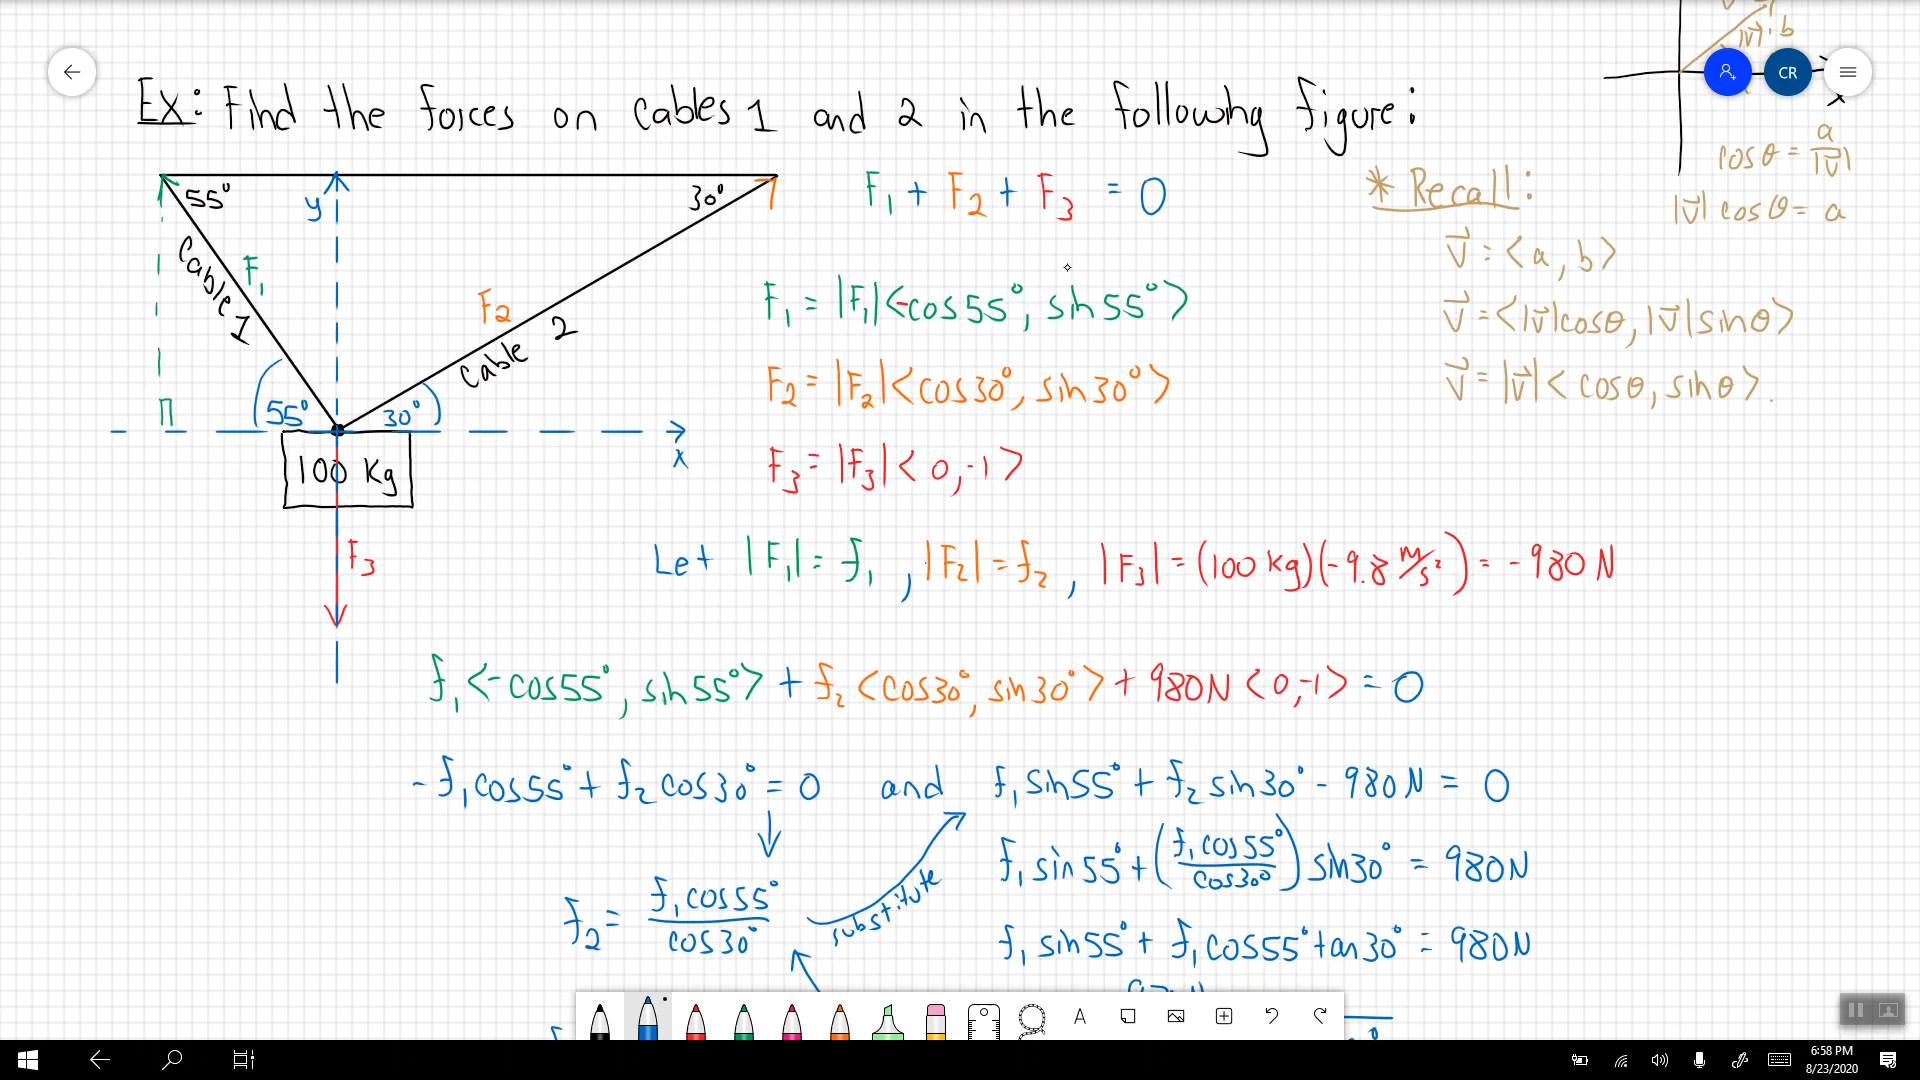 EX: Find the forces on cables 1 and 2 in the following figure:
CR
|v| b
x
cosθ = a/|v|
|v| cosθ = a
* Recall:
v = <a, b>
v = <|v|cosθ, |v|sinθ>
v = |v|<cosθ, sinθ>.
55°
y
30°
Cable 1
F₁
F₂
Cable 2
55°
30°
x
100 Kg
F₃
F₁ + F₂ + F₃ = 0
F₁ = |F₁|<-cos55°, sin55°>
F₂ = |F₂|<cos30°, sin30°>
F₃ = |F₃|<0, -1>
Let |F₁| = f₁, |F₂| = f₂, |F₃| = (100 kg)(-9.8 m/s²) = -980 N
f₁<-cos55°, sin55°> + f₂<cos30°, sin30°> + 980N<0, -1> = 0
-f₁cos55° + f₂cos30° = 0 and f₁sin55° + f₂sin30° - 980N = 0
f₂ = f₁cos55°/cos30°
substitute
f₁sin55° + (f₁cos55°/cos30°) sin30° = 980N
f₁sin55° + f₁cos55°tan30° = 980N
A
6:58 PM
8/23/2020